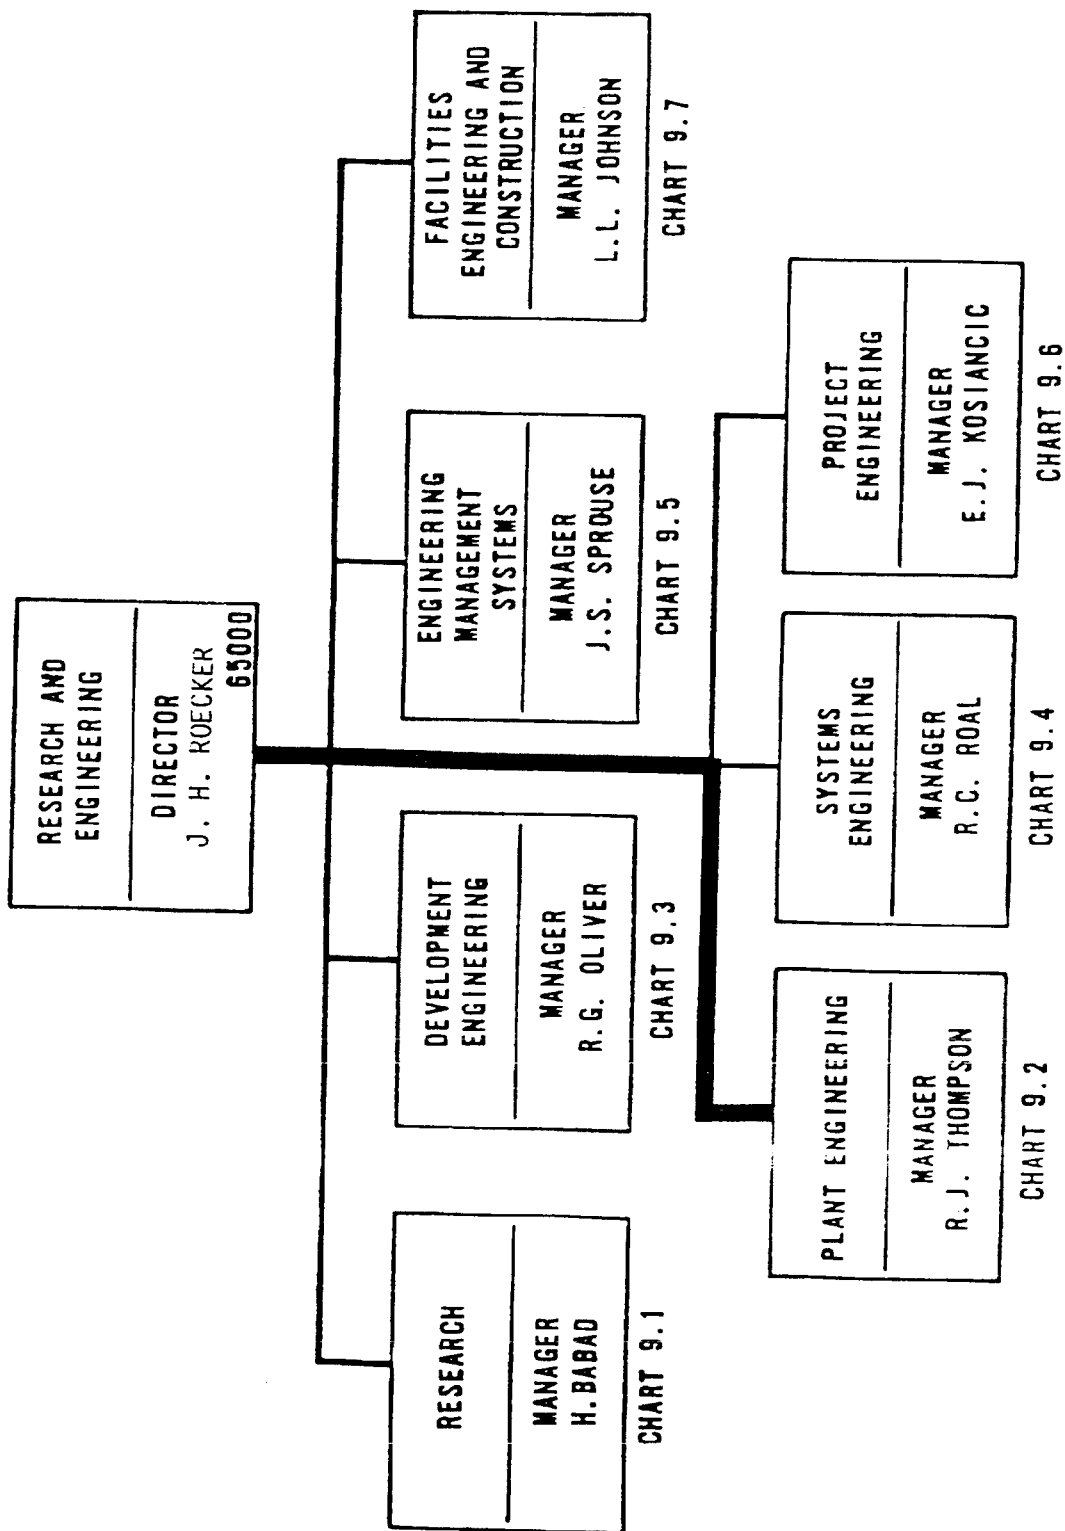 RESEARCH AND
ENGINEERING
DIRECTOR
J. H. ROECKER
65000
RESEARCH
MANAGER
H. BABAD
CHART 9.1
DEVELOPMENT
ENGINEERING
MANAGER
R.G. OLIVER
CHART 9.3
ENGINEERING
MANAGEMENT
SYSTEMS
MANAGER
J.S. SPROUSE
CHART 9.5
FACILITIES
ENGINEERING AND
CONSTRUCTION
MANAGER
L.L. JOHNSON
CHART 9.7
PLANT ENGINEERING
MANAGER
R.J. THOMPSON
CHART 9.2
SYSTEMS
ENGINEERING
MANAGER
R.C. ROAL
CHART 9.4
PROJECT
ENGINEERING
MANAGER
E.J. KOSIANCIC
CHART 9.6